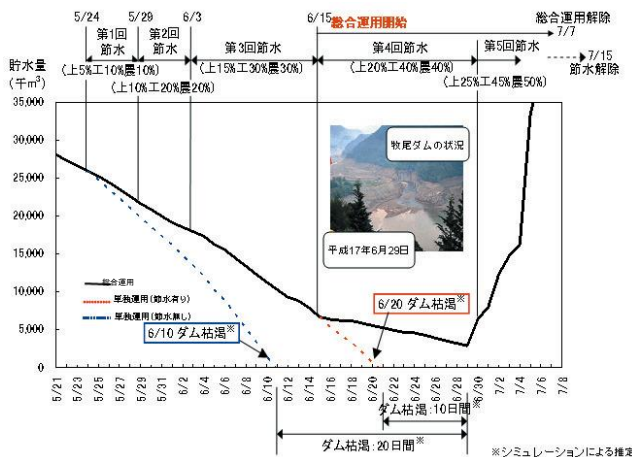 5/24
5/29
6/3
6/15
総合運用開始
総合運用解除
7/7
第1回節水
第2回節水
第3回節水
第4回節水
第5回節水
7/15
節水解除
(上5%工10%農10%)
(上10%工20%農20%)
(上15%工30%農30%)
(上20%工40%農40%)
(上25%工45%農50%)
貯水量
(千m³)
35,000
30,000
25,000
20,000
15,000
10,000
5,000
0
牧尾ダムの状況
平成17年6月29日
総合運用
単独運用(節水有り)
単独運用(節水無し)
6/10 ダム枯渇※
6/20 ダム枯渇※
5/21
5/23
5/25
5/27
5/29
5/31
6/2
6/4
6/6
6/8
6/10
6/12
6/14
6/16
6/18
6/20
6/22
6/24
6/26
6/28
6/30
7/2
7/4
7/6
7/8
ダム枯渇:10日間※
ダム枯渇:20日間※
※シミュレーションによる推定